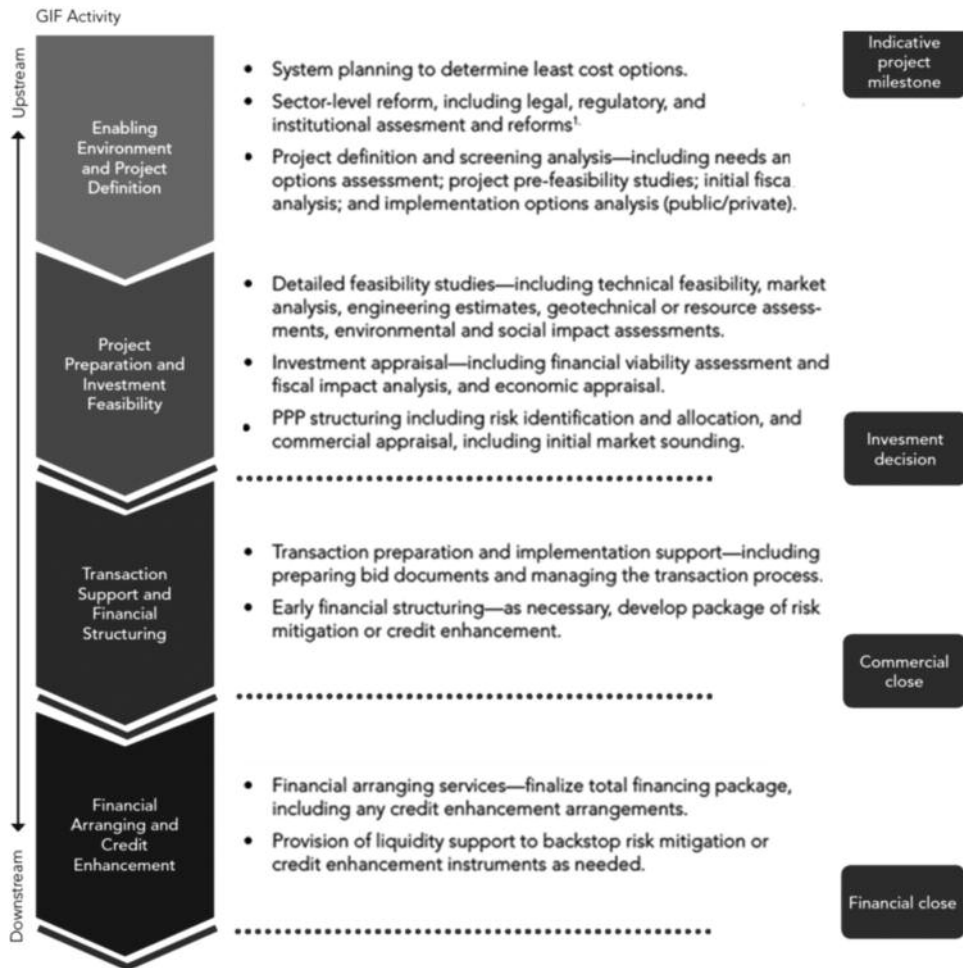 GIF Activity
Upstream
Indicative
project
milestone
Enabling
Environment
and Project
Definition
• System planning to determine least cost options.
• Sector-level reform, including legal, regulatory, and
institutional assesment and reforms1.
• Project definition and screening analysis—including needs an
options assessment; project pre-feasibility studies; initial fisca
analysis; and implementation options analysis (public/private).
Project
Preparation and
Investment
Feasibility
• Detailed feasibility studies—including technical feasibility, market
analysis, engineering estimates, geotechnical or resource assess-
ments, environmental and social impact assessments.
• Investment appraisal—including financial viability assessment and
fiscal impact analysis, and economic appraisal.
• PPP structuring including risk identification and allocation, and
commercial appraisal, including initial market sounding.
Invesment
decision
Transaction
Support and
Financial
Structuring
• Transaction preparation and implementation support—including
preparing bid documents and managing the transaction process.
• Early financial structuring—as necessary, develop package of risk
mitigation or credit enhancement.
Commercial
close
Financial
Arranging and
Credit
Enhancement
• Financial arranging services—finalize total financing package,
including any credit enhancement arrangements.
• Provision of liquidity support to backstop risk mitigation or
credit enhancement instruments as needed.
Financial close
Downstream